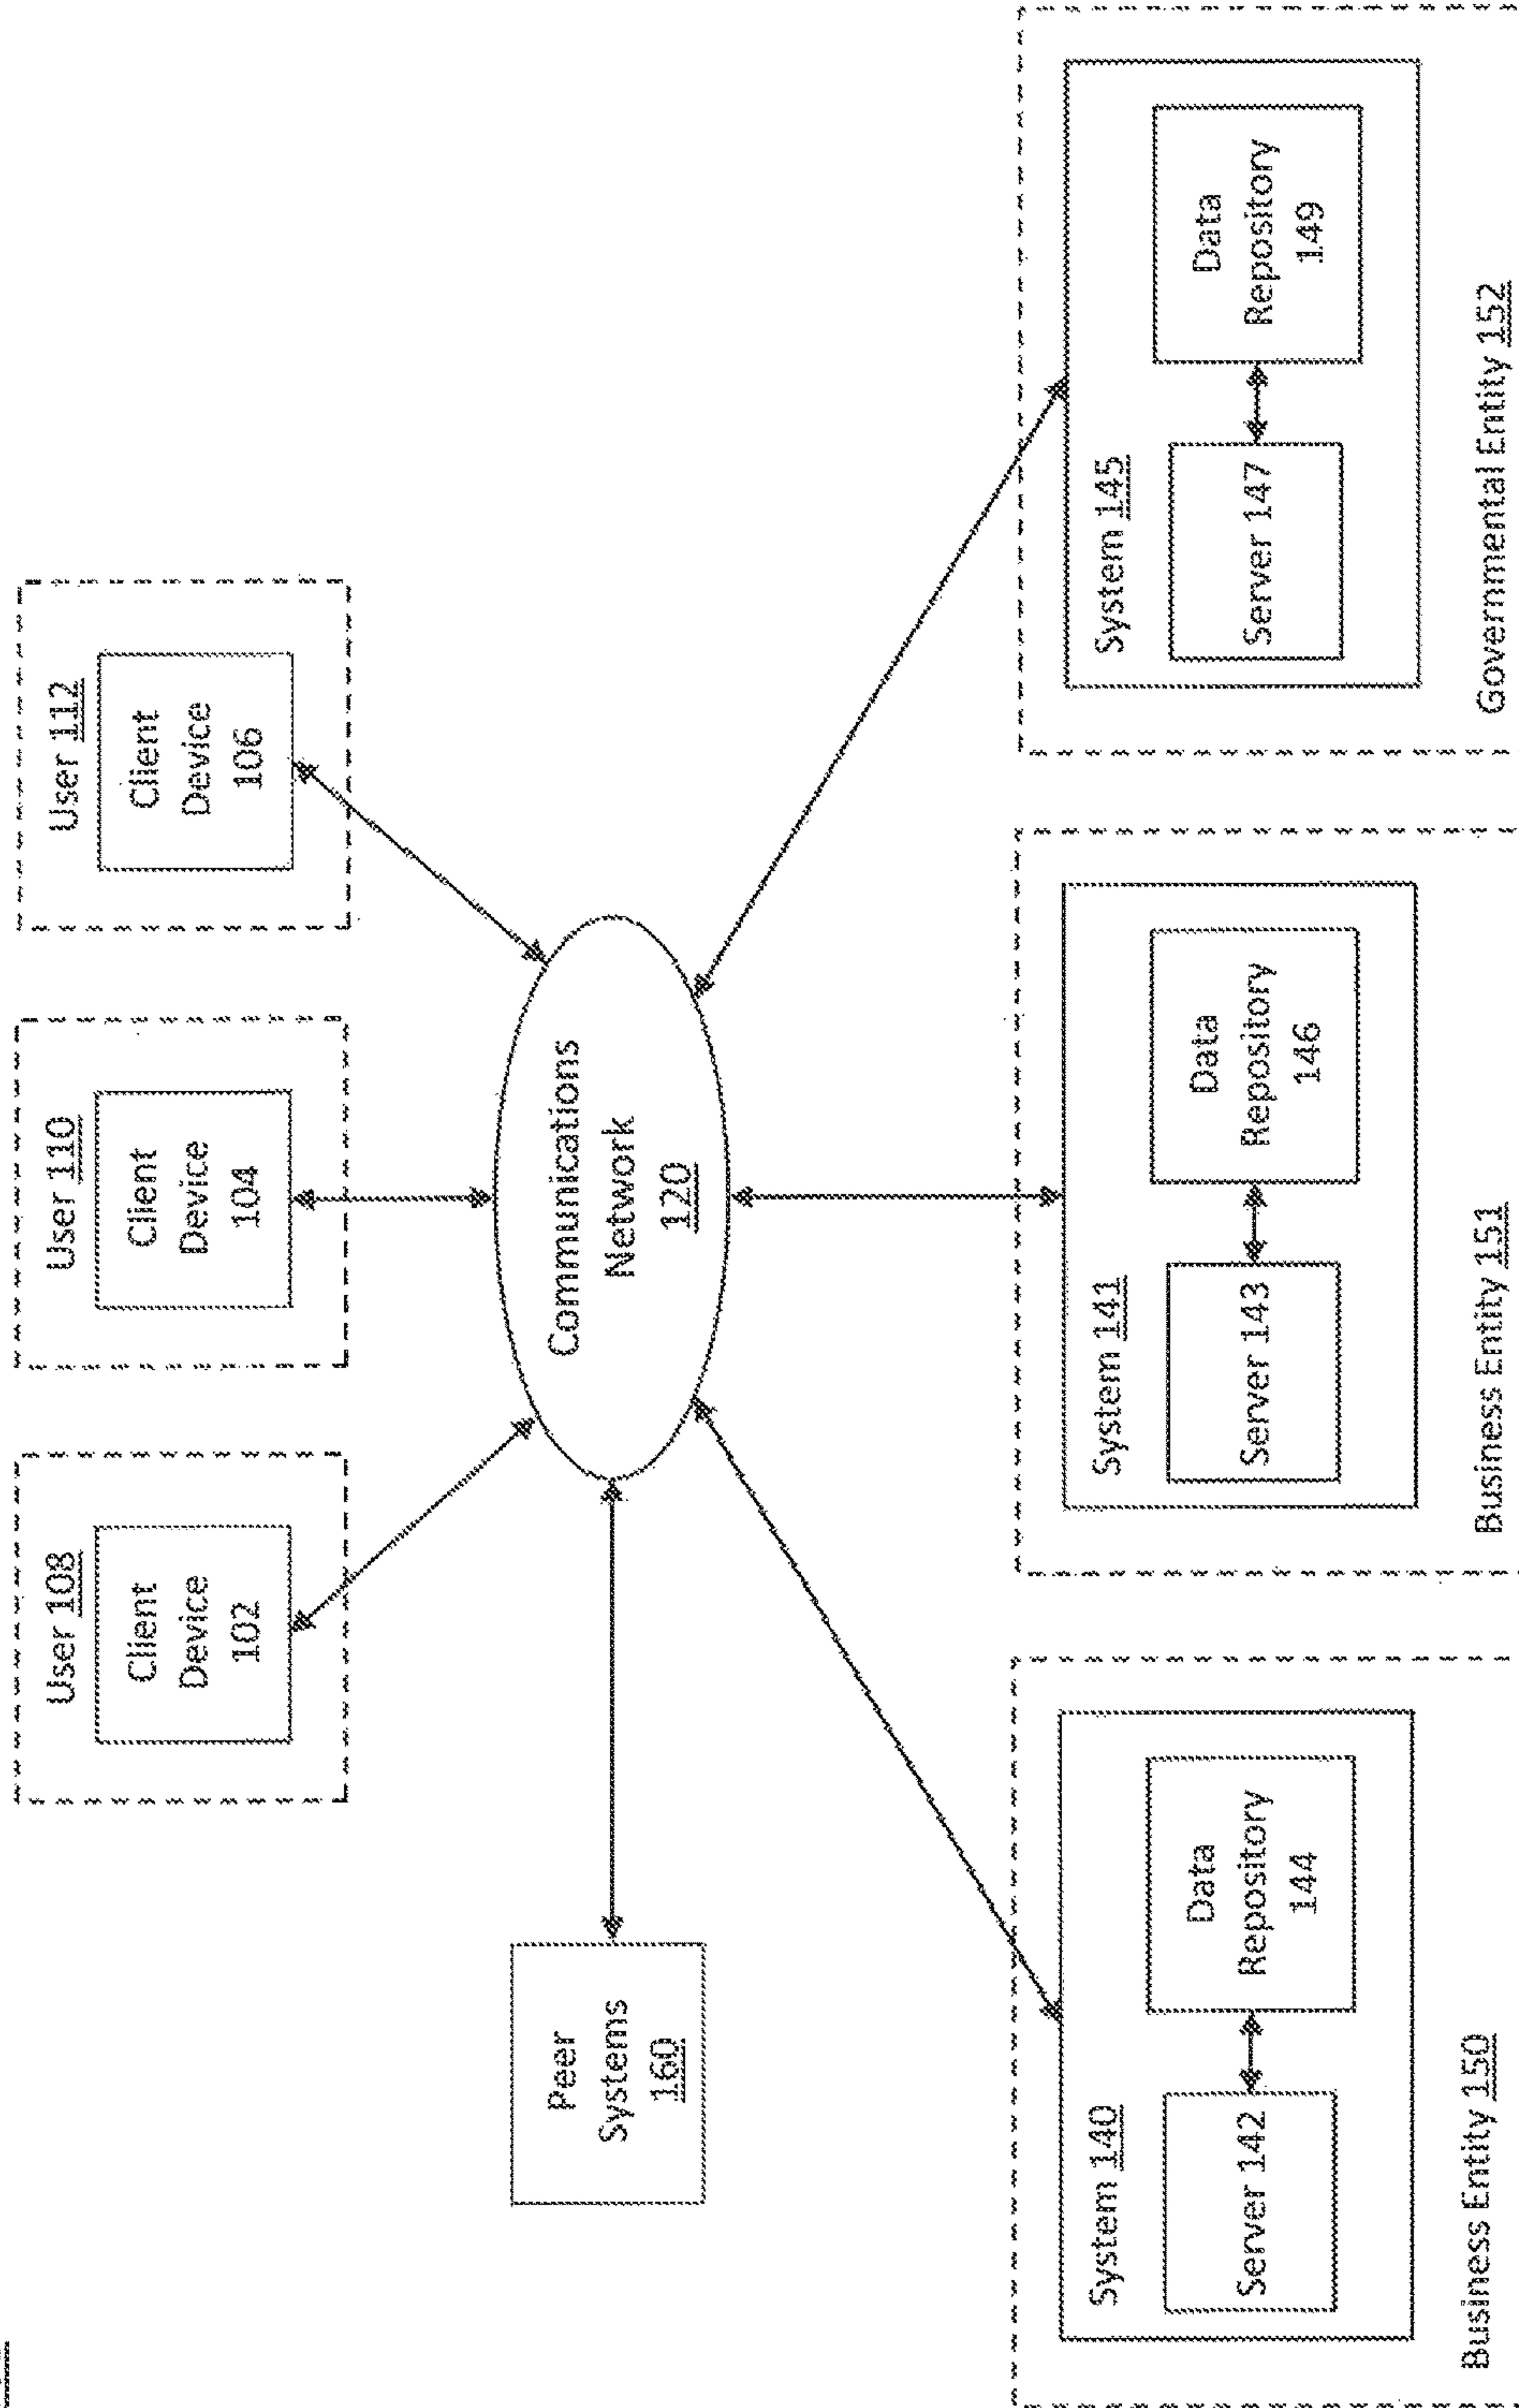 User 108
Client
Device
102
User 110
Client
Device
104
User 112
Client
Device
106
Peer
Systems
160
Communications
Network
120
System 140
Server 142
Data
Repository
144
Business Entity 150
System 141
Server 143
Data
Repository
146
Business Entity 151
System 145
Server 147
Data
Repository
149
Governmental Entity 152